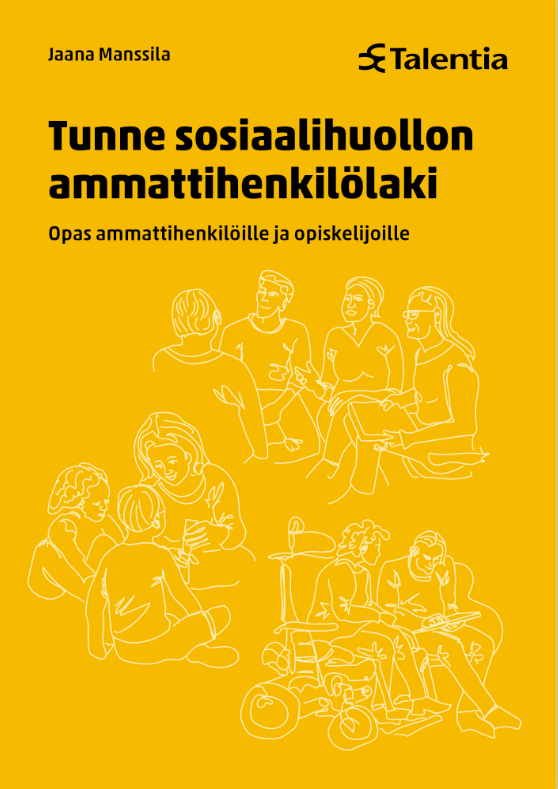 Jaana Manssila
Talentia
Tunne sosiaalihuollon
ammattihenkilölaki
Opas ammattihenkilöille ja opiskelijoille